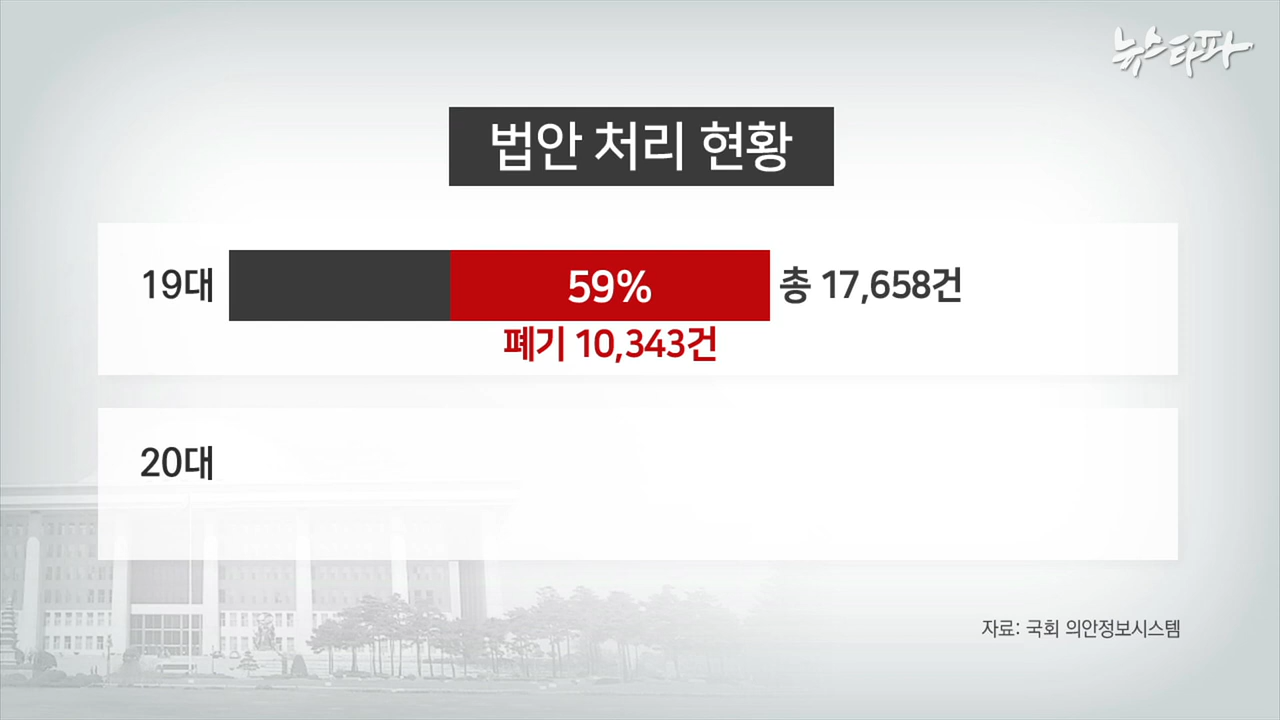 뉴스타파
법안 처리 현황
19대
59%
총 17,658건
폐기 10,343건
20대
자료: 국회 의안정보시스템